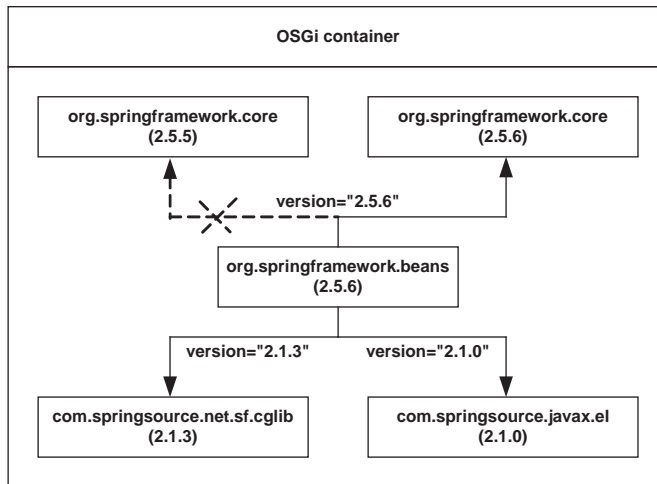 OSGi container
org.springframework.core
(2.5.5)
org.springframework.core
(2.5.6)
version="2.5.6"
org.springframework.beans
(2.5.6)
version="2.1.3"
version="2.1.0"
com.springsource.net.sf.cglib
(2.1.3)
com.springsource.javax.el
(2.1.0)